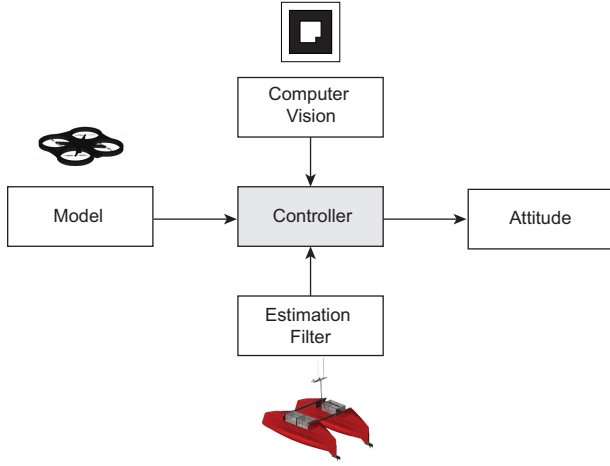 Computer
Vision
Model
Controller
Attitude
Estimation
Filter